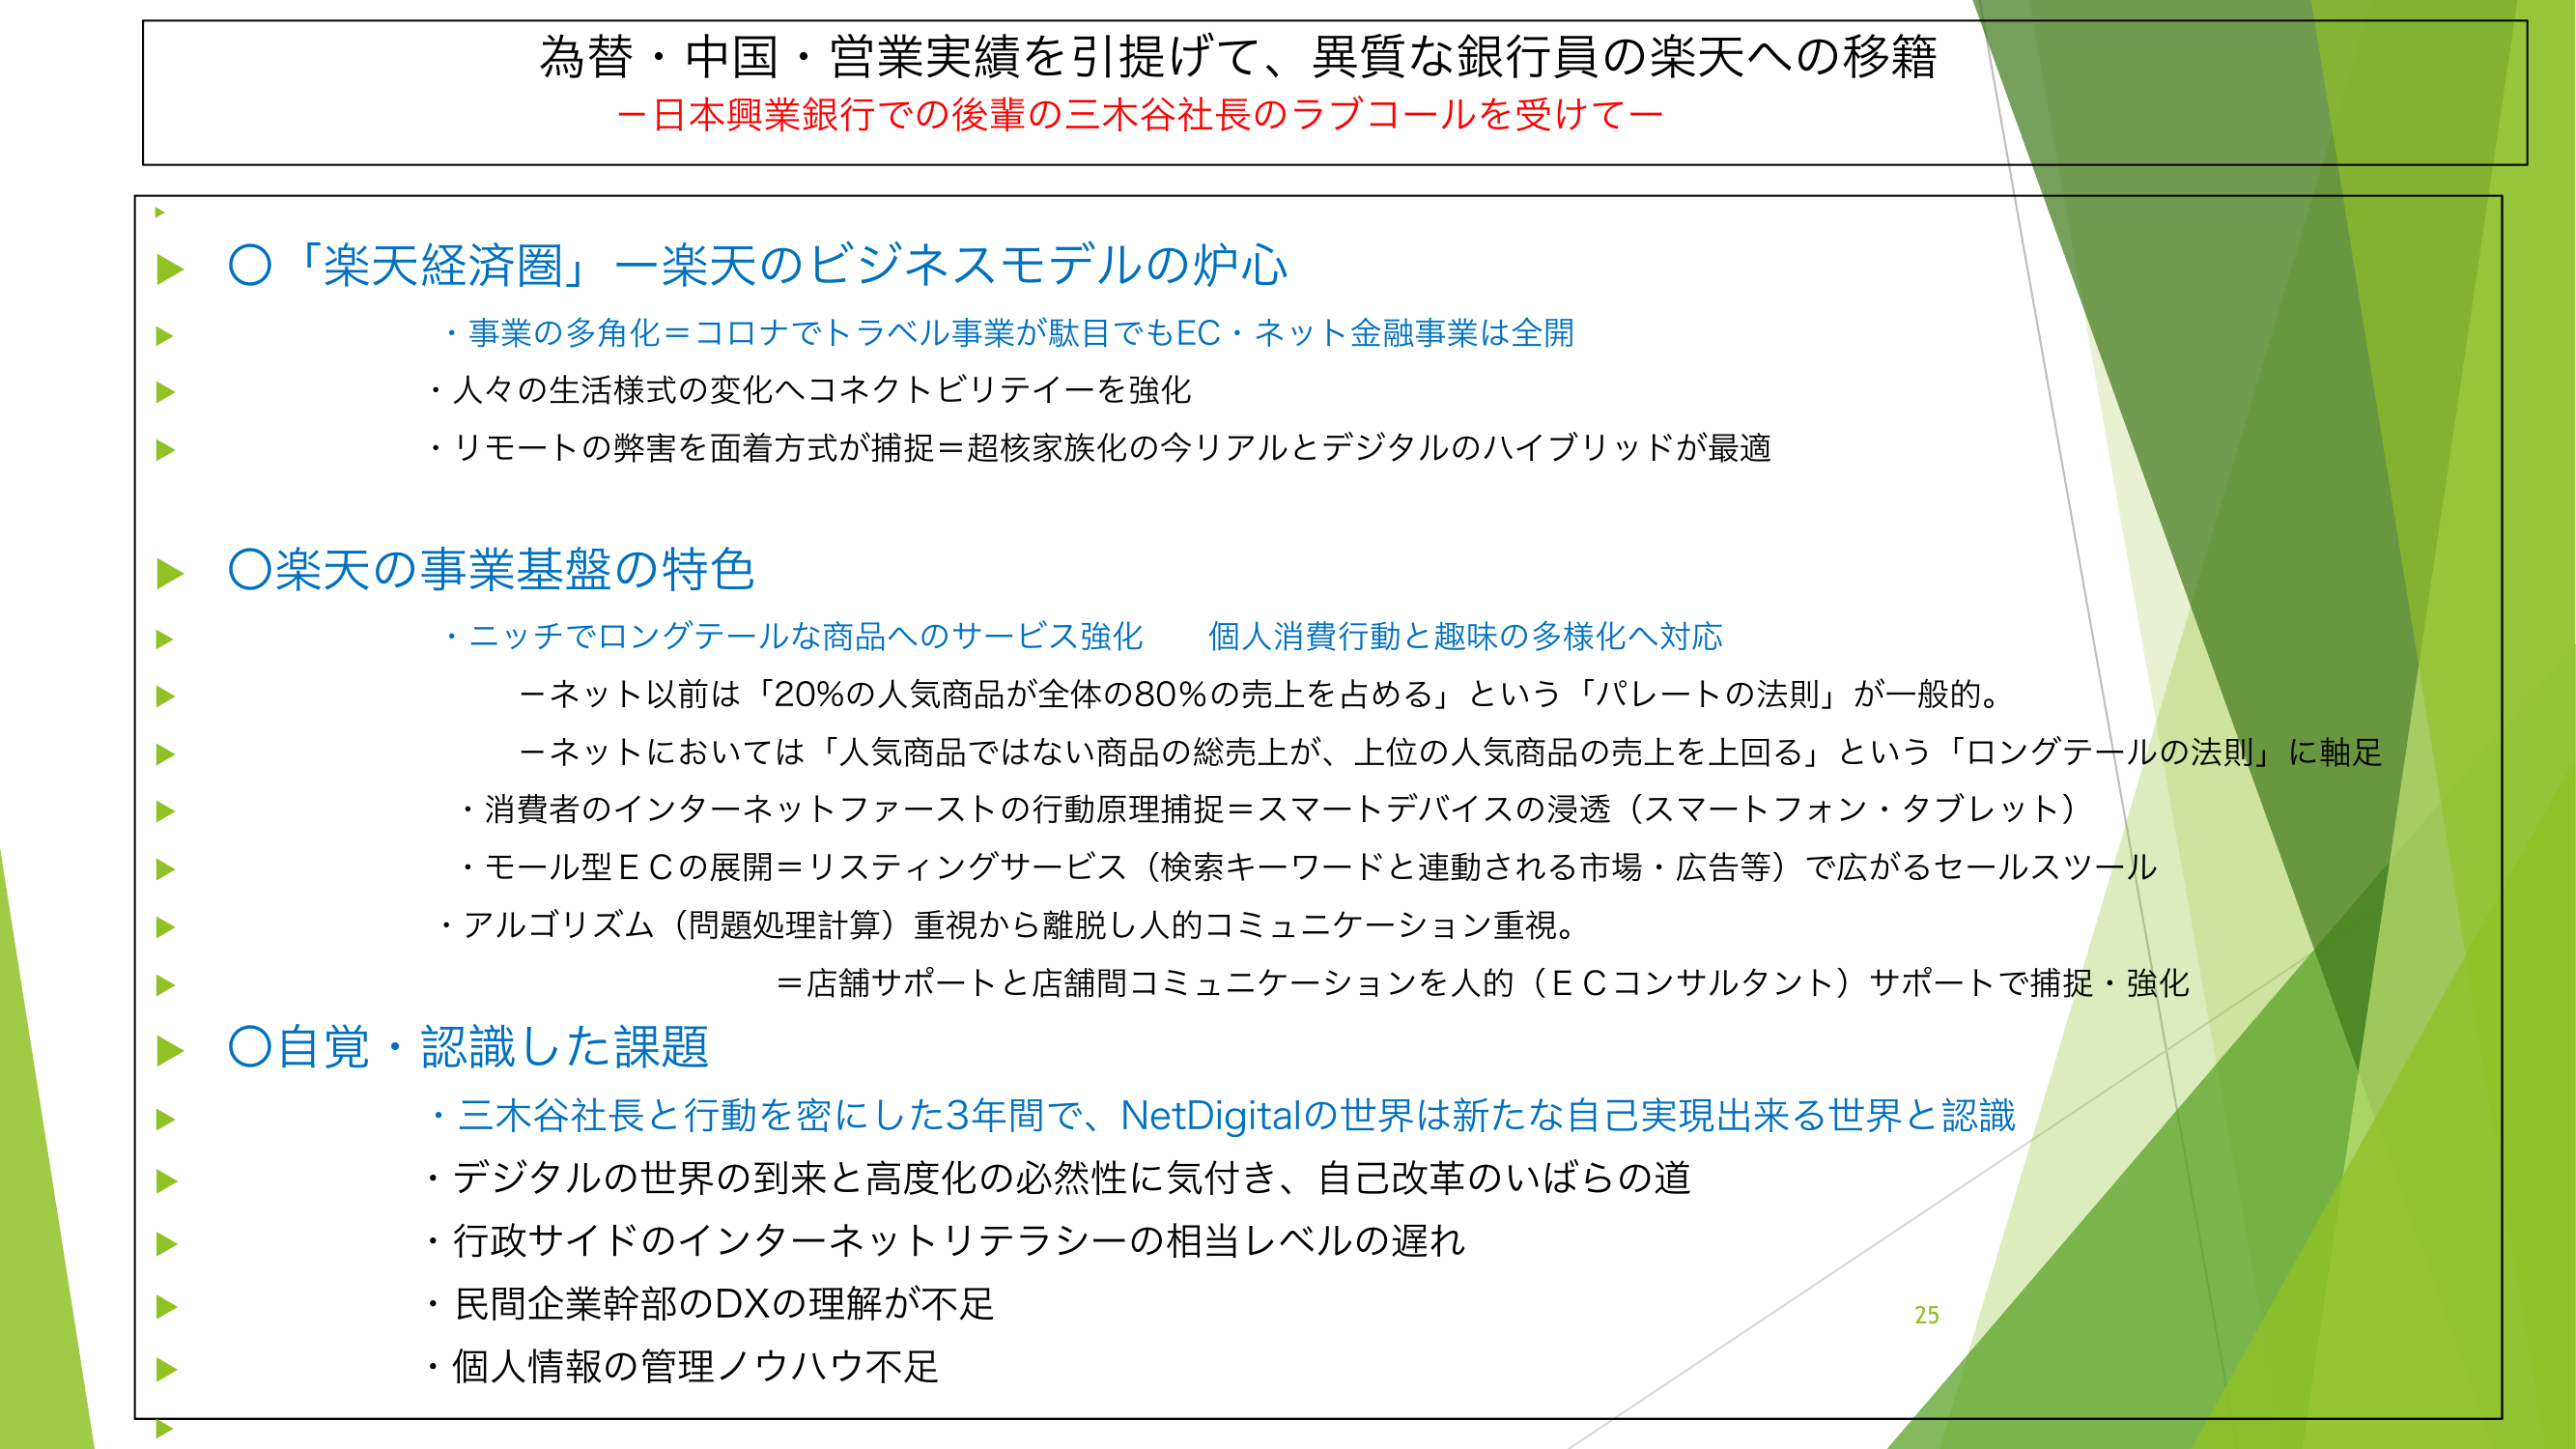 為替・中国・営業実績を引提げて、異質な銀行員の楽天への移籍
－日本興業銀行での後輩の三木谷社長のラブコールを受けてー
〇「楽天経済圏」ー楽天のビジネスモデルの炉心
・事業の多角化＝コロナでトラベル事業が駄目でもEC・ネット金融事業は全開
・人々の生活様式の変化へコネクトビリテイーを強化
・リモートの弊害を面着方式が捕捉＝超核家族化の今リアルとデジタルのハイブリッドが最適
〇楽天の事業基盤の特色
・ニッチでロングテールな商品へのサービス強化　　個人消費行動と趣味の多様化へ対応
－ネット以前は「20%の人気商品が全体の80％の売上を占める」という「パレートの法則」が一般的。
－ネットにおいては「人気商品ではない商品の総売上が、上位の人気商品の売上を上回る」という「ロングテールの法則」に軸足
・消費者のインターネットファーストの行動原理捕捉＝スマートデバイスの浸透（スマートフォン・タブレット）
・モール型ＥＣの展開＝リスティングサービス（検索キーワードと連動される市場・広告等）で広がるセールスツール
・アルゴリズム（問題処理計算）重視から離脱し人的コミュニケーション重視。
＝店舗サポートと店舗間コミュニケーションを人的（ＥＣコンサルタント）サポートで捕捉・強化
〇自覚・認識した課題
・三木谷社長と行動を密にした3年間で、NetDigitalの世界は新たな自己実現出来る世界と認識
・デジタルの世界の到来と高度化の必然性に気付き、自己改革のいばらの道
・行政サイドのインターネットリテラシーの相当レベルの遅れ
・民間企業幹部のDXの理解が不足
・個人情報の管理ノウハウ不足
25